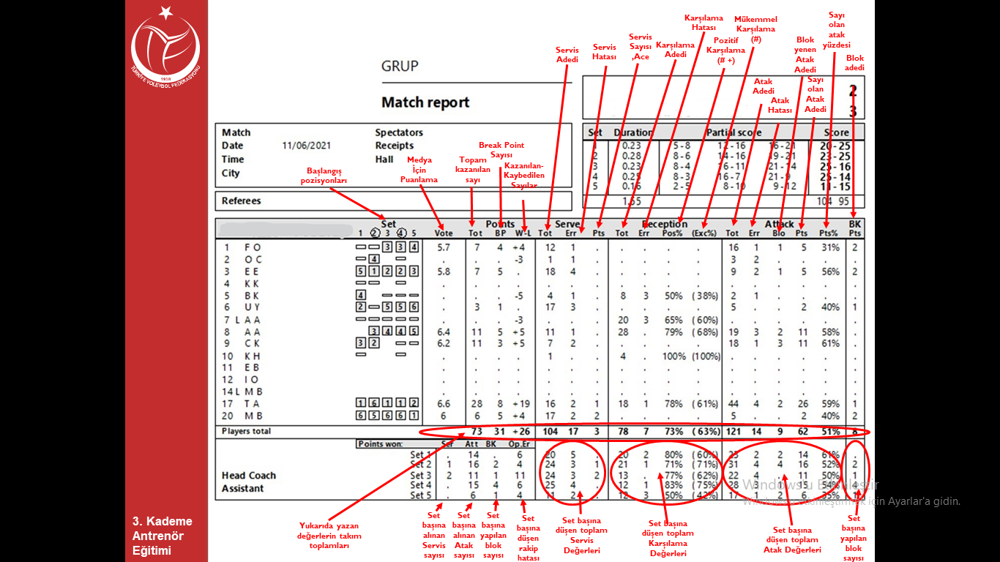 TÜRKİYE VOLEYBOL FEDERASYONU
1958
GRUP
Match report
Servis Adedi
Servis Hatası
Servis Sayısı ,Ace
Karşılama Adedi
Karşılama Hatası
Pozitif Karşılama (# +)
Mükemmel Karşılama (#)
Atak Adedi
Atak Hatası
Blok yenen Atak Adedi
Sayı olan Atak Adedi
Sayı olan atak yüzdesi
Blok adedi
2
3
Match Spectators
Date 11/06/2021 Receipts
Time Hall
City
Referees
Başlangış pozisyonları
Medya İçin Puanlama
Topam kazanılan sayı
Break Point Sayısı
Kazanılan-Kaybedilen Sayılar
Set Duration Partial score Score
1 0.23 5 - 8 12 - 16 16 - 21 20 - 25
2 0.28 8 - 6 14 - 16 19 - 21 23 - 25
3 0.23 8 - 4 16 - 11 21 - 14 25 - 16
4 0.25 8 - 3 16 - 7 21 - 9 25 - 14
5 0.16 2 - 5 8 - 10 9 - 12 11 - 15
1.55 104 95
Set Points Serve Reception Attack BK
1 2 3 4 5 Vote Tot BP W-L Tot Err Pts Tot Err Pos% (Exc%) Tot Err Blo Pts Pts% Pts
1 F O 3 3 4 5.7 7 4 +4 12 1 . . . . . 16 1 1 5 31% 2
2 O C 4 . . . -3 1 1 . . . . . 3 2 . . . .
3 E E 5 1 2 2 3 5.8 7 5 . 18 4 . . . . . 9 2 1 5 56% 2
4 K K . . . . . . . . . . . . . . . . .
5 B K 4 . . . -5 4 1 . 8 3 50% ( 38%) 2 1 . . . .
6 U Y 2 5 5 6 . 3 1 . 17 3 . . . . . 5 . . 2 40% 1
7 L A A . . . -3 . . . 20 3 65% ( 60%) . . . . . .
8 A A 3 4 4 5 6.4 11 5 +5 11 1 . 28 . 79% ( 68%) 19 3 2 11 58% .
9 C K 3 2 6.2 11 3 +5 7 2 . . . . . 18 1 3 11 61% .
10 K H . . . . 1 . . 4 . 100% (100%) . . . . . .
11 E B . . . . . . . . . . . . . . . . .
12 I O . . . . . . . . . . . . . . . . .
14 L M B . . . . . . . . . . . . . . . . .
17 T A 1 6 1 1 2 6.6 28 8 +19 16 2 1 18 1 78% ( 61%) 44 4 2 26 59% 1
20 M B 6 5 6 6 1 6 6 5 +4 17 2 2 . . . . 5 . . 2 40% 2
Players total 73 31 +26 104 17 3 78 7 73% ( 63%) 121 14 9 62 51% 8
Points won: Ser Att BK Op.Er
Set 1 . 14 . 6 20 5 . 20 2 80% ( 60%) 2 2 14 61% .
Set 2 1 16 2 4 24 3 1 21 1 71% ( 71%) 31 4 4 16 52% 2
Head Coach Set 3 2 11 1 11 24 3 2 13 . 77% ( 62%) 22 4 . 11 50% 1
Assistant Set 4 . 15 4 6 25 4 . 12 1 83% ( 75%) 28 4
Set 5 . 6 1 4 11 2 . 12 3 50% ( 42%) 17 1 2 6 35% 1
Windows'u Etkinleştir
Windows'u etkinleştirmek için Ayarlar'a gidin.
3. Kademe
Antrenör
Eğitimi
Yukarıda yazan değerlerin takım toplamları
Set başına alınan Servis sayısı
Set başına alınan Atak sayısı
Set başına yapılan blok sayısı
Set başına düşen rakip hatası
Set başına düşen toplam Servis Değerleri
Set başına düşen toplam Karşılama Değerleri
Set başına düşen toplam Atak Değerleri
Set başına yapılan blok sayısı